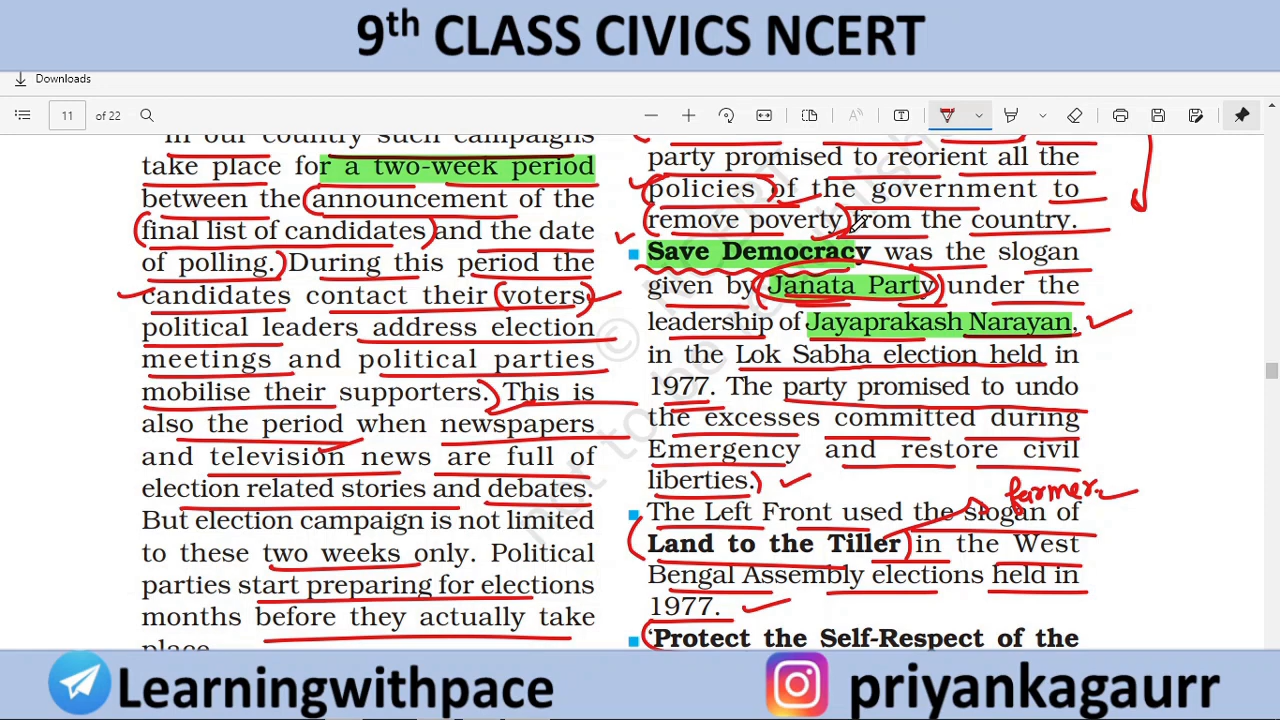 9th CLASS CIVICS NCERT
Downloads
11 of 22
In our country such campaigns
take place for a two-week period
between the announcement of the
final list of candidates and the date
of polling. During this period the
candidates contact their voters,
political leaders address election
meetings and political parties
mobilise their supporters. This is
also the period when newspapers
and television news are full of
election related stories and debates.
But election campaign is not limited
to these two weeks only. Political
parties start preparing for elections
months before they actually take
place.
party promised to reorient all the
policies of the government to
remove poverty from the country.
Save Democracy was the slogan
given by Janata Party under the
leadership of Jayaprakash Narayan,
in the Lok Sabha election held in
1977. The party promised to undo
the excesses committed during
Emergency and restore civil
liberties.
farmer
The Left Front used the slogan of
Land to the Tiller in the West
Bengal Assembly elections held in
1977.
‘Protect the Self-Respect of the
Learningwithpace
priyankagaurr